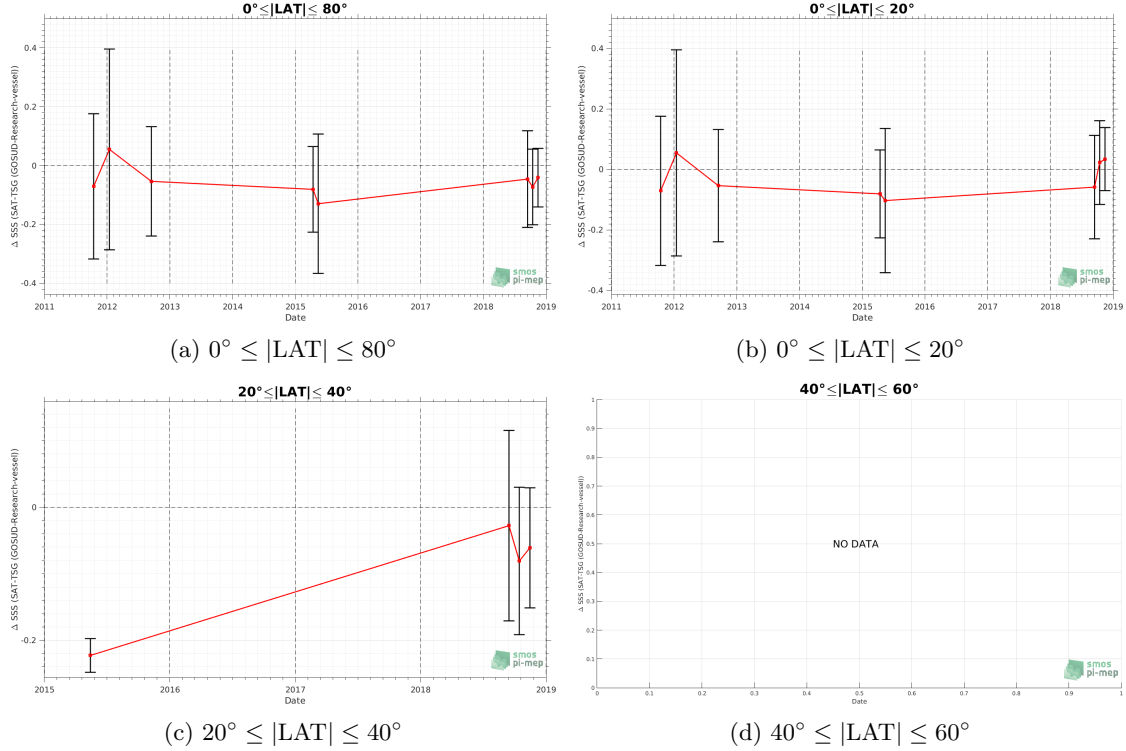 0°≤|LAT|≤ 80°
Δ SSS (SAT-TSG (GOSUD-Research-vessel))
0.4
0.2
0
-0.2
-0.4
2011 2012 2013 2014 2015 2016 2017 2018 2019
Date
smos
pi-mep
(a) 0° ≤ |LAT| ≤ 80°
0°≤|LAT|≤ 20°
Δ SSS (SAT-TSG (GOSUD-Research-vessel))
0.4
0.2
0
-0.2
-0.4
2011 2012 2013 2014 2015 2016 2017 2018 2019
Date
smos
pi-mep
(b) 0° ≤ |LAT| ≤ 20°
20°≤|LAT|≤ 40°
Δ SSS (SAT-TSG (GOSUD-Research-vessel))
0
-0.2
2015 2016 2017 2018 2019
Date
smos
pi-mep
(c) 20° ≤ |LAT| ≤ 40°
40°≤|LAT|≤ 60°
Δ SSS (SAT-TSG (GOSUD-Research-vessel))
1
0.9
0.8
0.7
0.6
0.5
0.4
0.3
0.2
0.1
0
NO DATA
0 0.1 0.2 0.3 0.4 0.5 0.6 0.7 0.8 0.9 1
Date
smos
pi-mep
(d) 40° ≤ |LAT| ≤ 60°